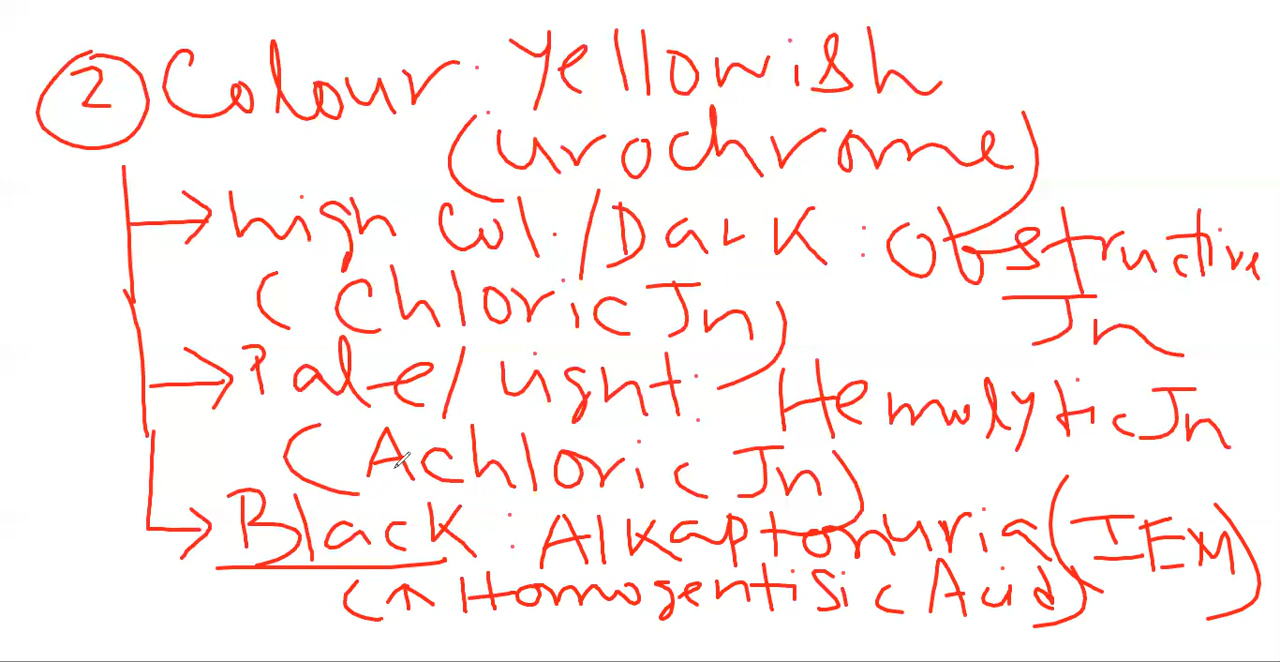 2 Colour : Yellowish
(urochrome)
→ high Col./Dark : Obstructive Jn
(Chloric Jn)
→ Pale/Light : Hemolytic Jn
(Achloric Jn)
→ Black : Alkaptonuria (IEM)
(↑ Homogentisic Acid)